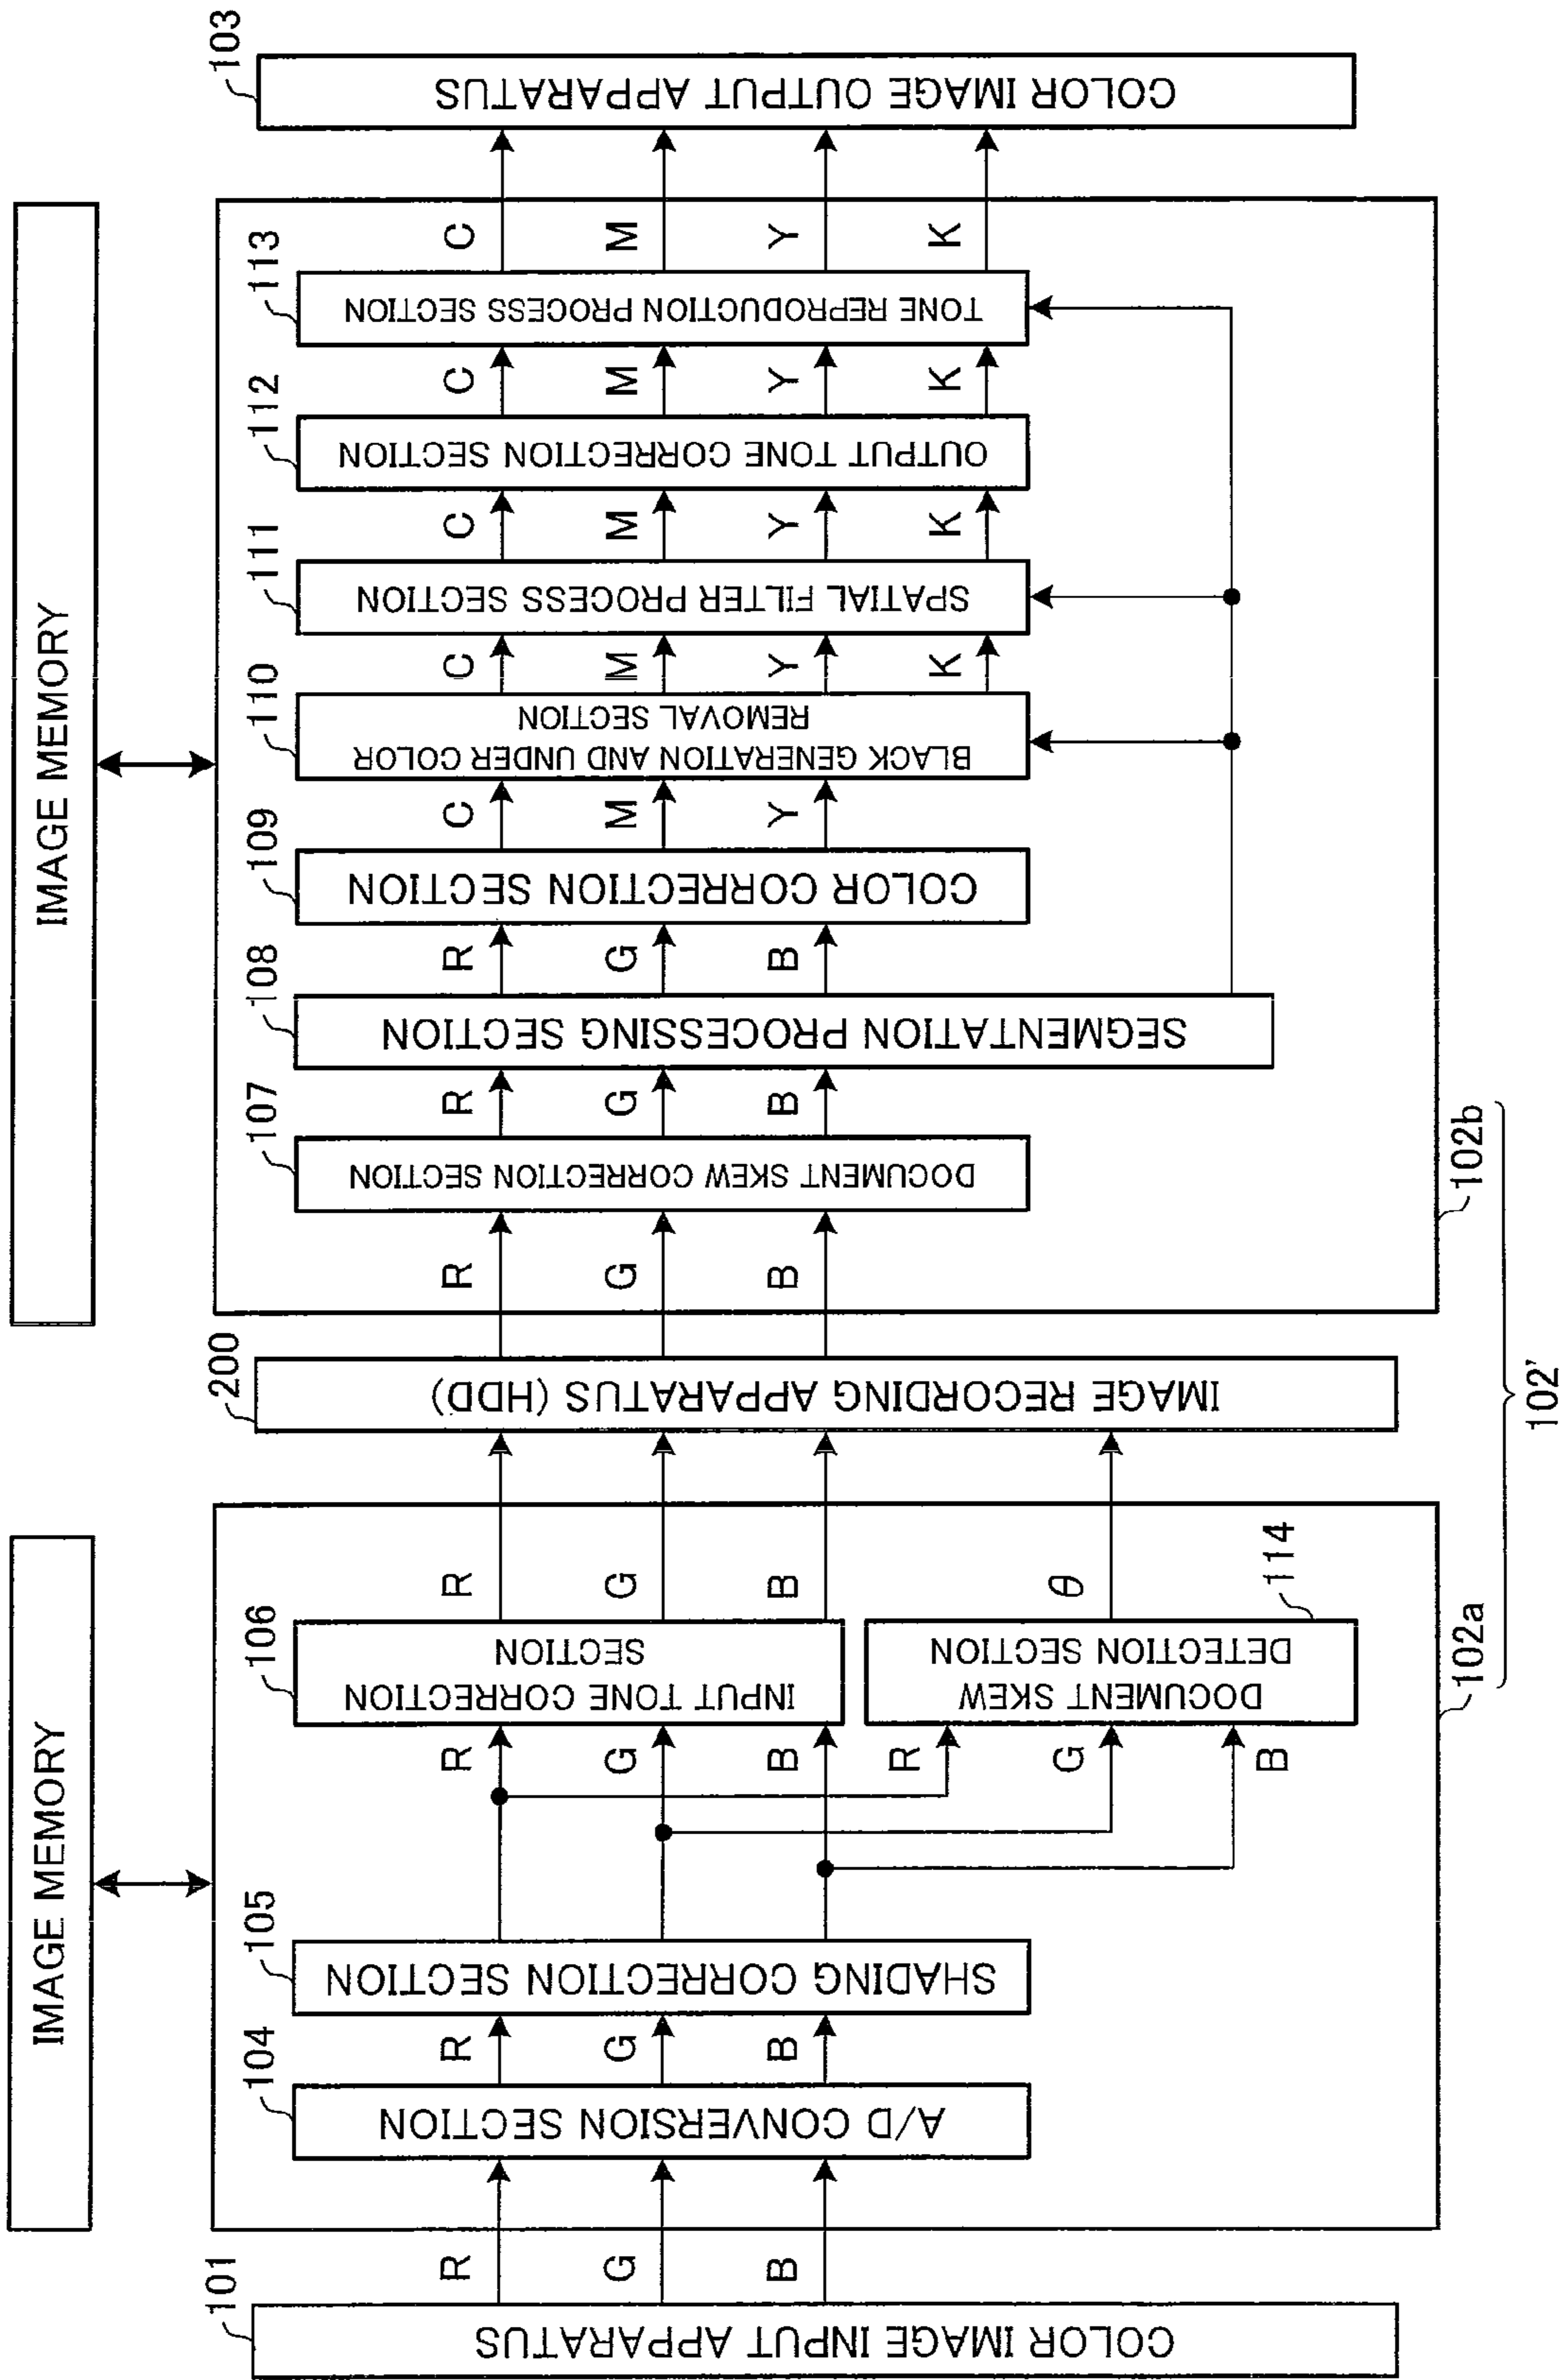 IMAGE MEMORY
IMAGE MEMORY
101
COLOR IMAGE INPUT APPARATUS
R
G
B
104
A/D CONVERSION SECTION
R
G
B
105
SHADING CORRECTION SECTION
R
G
B
R
G
B
106
INPUT TONE CORRECTION
SECTION
DOCUMENT SKEW
DETECTION SECTION
114
R
G
B
θ
102a
200
IMAGE RECORDING APPARATUS (HDD)
102'
R
G
B
107
DOCUMENT SKEW CORRECTION SECTION
R
G
B
108
SEGMENTATION PROCESSING SECTION
R
G
B
109
COLOR CORRECTION SECTION
C
M
Y
110
BLACK GENERATION AND UNDER COLOR
REMOVAL SECTION
C
M
Y
K
111
SPATIAL FILTER PROCESS SECTION
C
M
Y
K
112
OUTPUT TONE CORRECTION SECTION
C
M
Y
K
113
TONE REPRODUCTION PROCESS SECTION
C
M
Y
K
102b
103
COLOR IMAGE OUTPUT APPARATUS